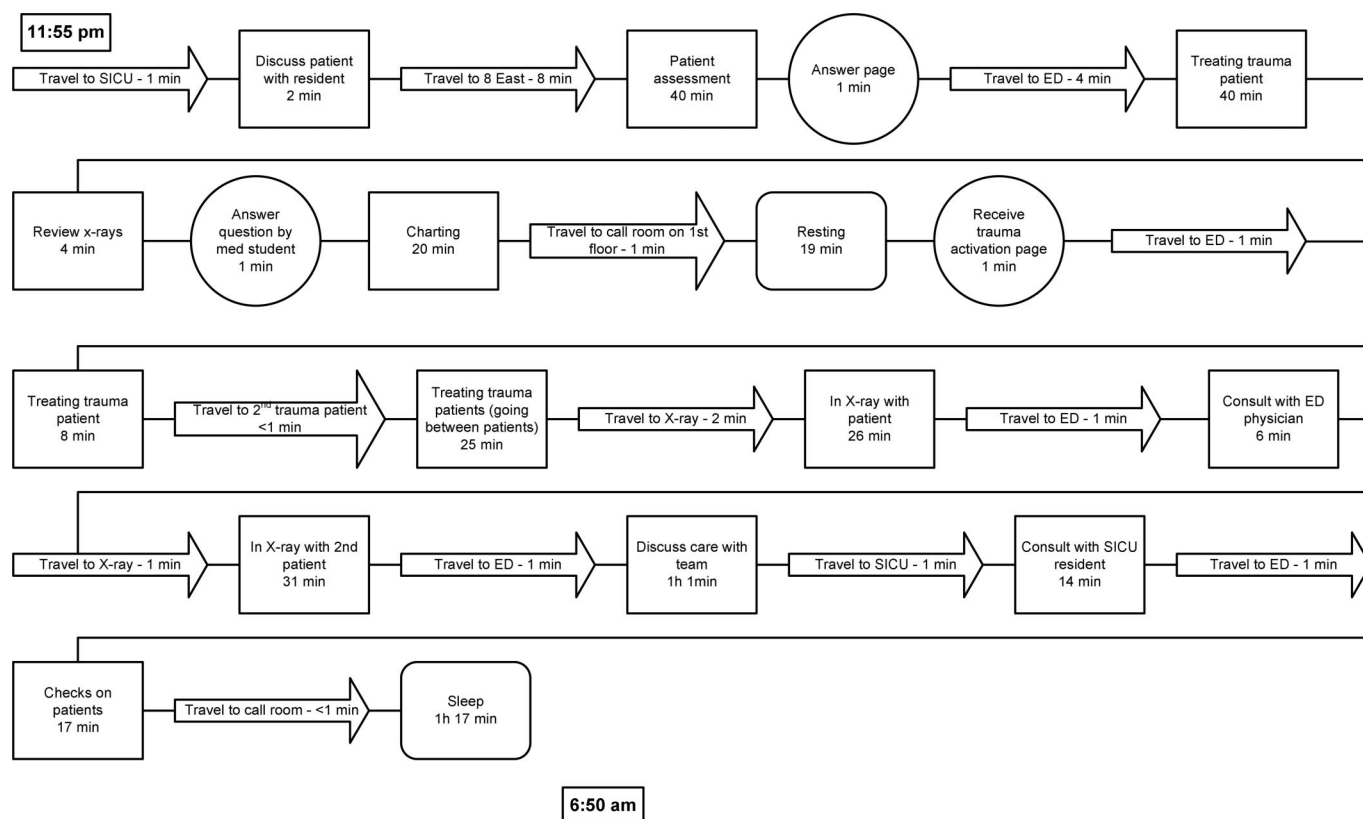 11:55 pm
Travel to SICU - 1 min
Discuss patient
with resident
2 min
Travel to 8 East - 8 min
Patient
assessment
40 min
Answer page
1 min
Travel to ED - 4 min
Treating trauma
patient
40 min
Review x-rays
4 min
Answer
question by
med student
1 min
Charting
20 min
Travel to call room on 1st
floor - 1 min
Resting
19 min
Receive
trauma
activation page
1 min
Travel to ED - 1 min
Treating trauma
patient
8 min
Travel to 2nd trauma patient
<1 min
Treating trauma
patients (going
between patients)
25 min
Travel to X-ray - 2 min
In X-ray with
patient
26 min
Travel to ED - 1 min
Consult with ED
physician
6 min
Travel to X-ray - 1 min
In X-ray with 2nd
patient
31 min
Travel to ED - 1 min
Discuss care with
team
1h 1min
Travel to SICU - 1 min
Consult with SICU
resident
14 min
Travel to ED - 1 min
Checks on
patients
17 min
Travel to call room - <1 min
Sleep
1h 17 min
6:50 am